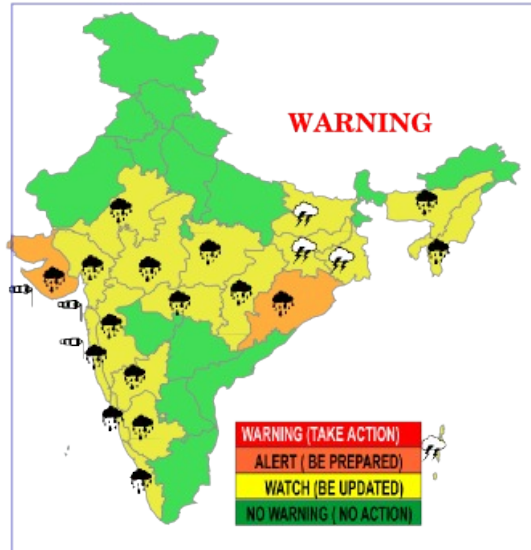 WARNING
WARNING (TAKE ACTION)
ALERT ( BE PREPARED)
WATCH (BE UPDATED)
NO WARNING ( NO ACTION)